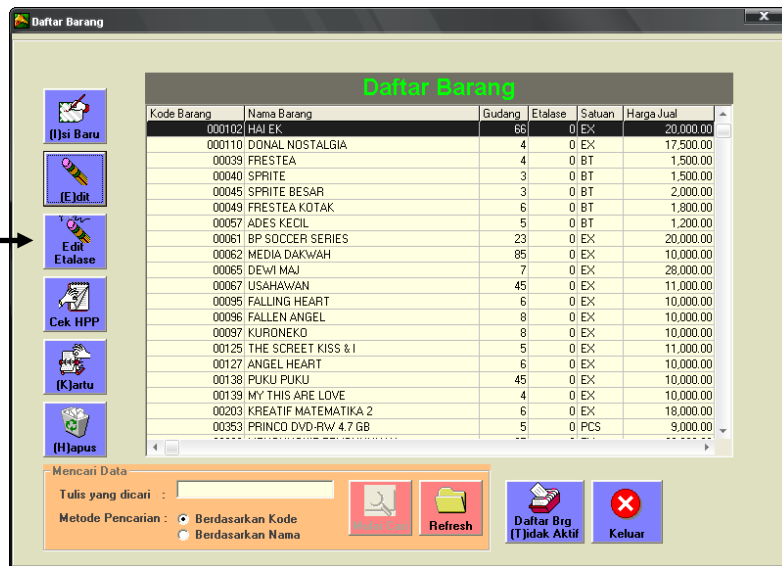 Daftar Barang
x
Daftar Barang
(I)si Baru
(E)dit
Edit
Etalase
Cek HPP
(K)artu
(H)apus
Kode Barang Nama Barang Gudang Etalase Satuan Harga Jual
000102 HAI EK 66 0 EX 20,000.00
000110 DONAL NOSTALGIA 4 0 EX 17,500.00
00039 FRESTEA 4 0 BT 1,500.00
00040 SPRITE 3 0 BT 1,500.00
00045 SPRITE BESAR 3 0 BT 2,000.00
00049 FRESTEA KOTAK 6 0 BT 1,800.00
00057 ADES KECIL 5 0 BT 1,200.00
00061 BP SOCCER SERIES 23 0 EX 20,000.00
00062 MEDIA DAKWAH 85 0 EX 10,000.00
00065 DEWI MAJ 7 0 EX 28,000.00
00067 USAHAWAN 45 0 EX 11,000.00
00095 FALLING HEART 6 0 EX 10,000.00
00096 FALLEN ANGEL 8 0 EX 10,000.00
00097 KURONEKO 8 0 EX 10,000.00
00125 THE SCREET KISS & I 5 0 EX 11,000.00
00127 ANGEL HEART 6 0 EX 10,000.00
00138 PUKU PUKU 45 0 EX 10,000.00
00139 MY THIS ARE LOVE 4 0 EX 10,000.00
00203 KREATIF MATEMATIKA 2 6 0 EX 18,000.00
00353 PRINCO DVD-RW 4.7 GB 5 0 PCS 9,000.00
Mencari Data
Tulis yang dicari :
Metode Pencarian : Berdasarkan Kode
Berdasarkan Nama
Refresh
Daftar Brg
(T)idak Aktif
Keluar